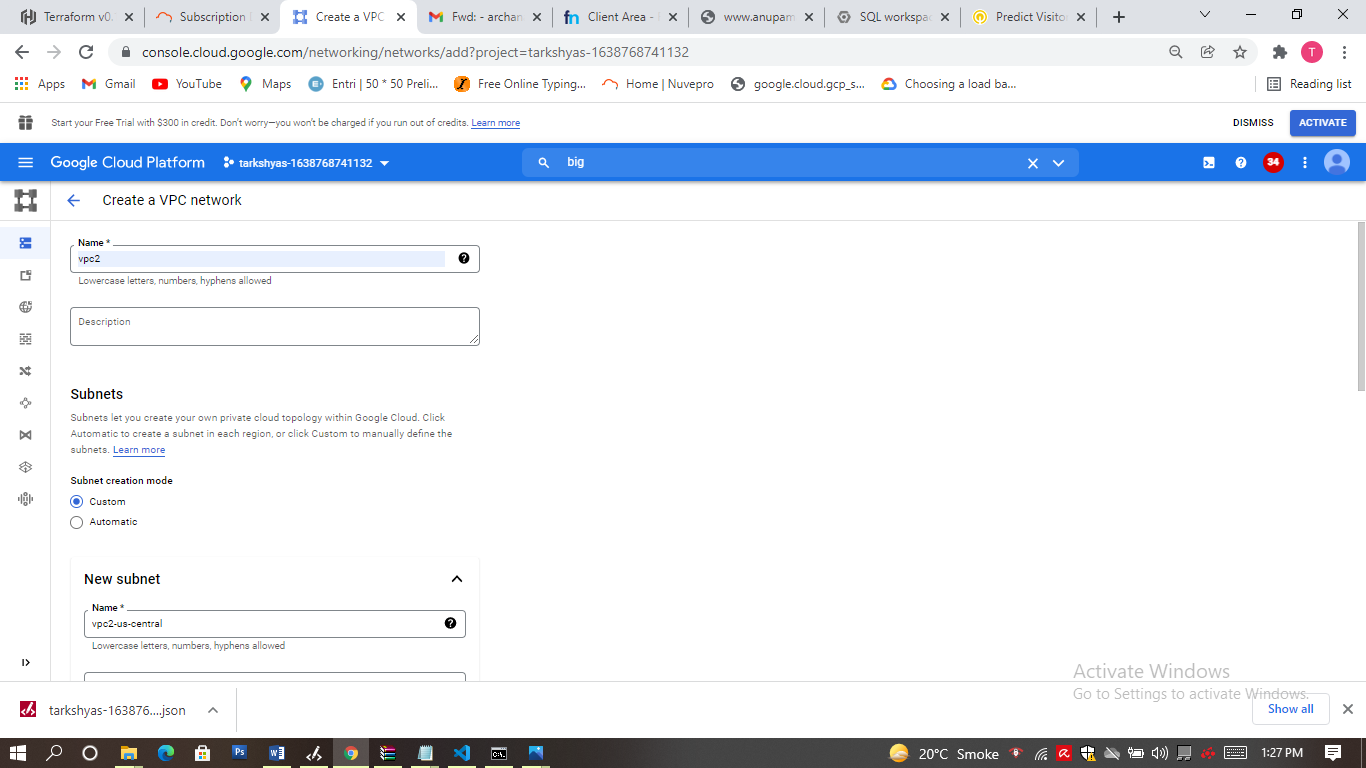 Terraform v0.
Subscription
Create a VPC
Fwd: - archan
Client Area -
www.anupam
SQL workspac
Predict Visito
console.cloud.google.com/networking/networks/add?project=tarkshyas-1638768741132
T
Apps
Gmail
YouTube
Maps
Entri | 50 * 50 Preli...
Free Online Typing...
Home | Nuvepro
google.cloud.gcp_s...
Choosing a load ba...
Reading list
Start your Free Trial with $300 in credit. Don't worry—you won't be charged if you run out of credits. Learn more
DISMISS
ACTIVATE
Google Cloud Platform
tarkshyas-1638768741132
big
34
Create a VPC network
Name *
vpc2
Lowercase letters, numbers, hyphens allowed
Description
Subnets
Subnets let you create your own private cloud topology within Google Cloud. Click
Automatic to create a subnet in each region, or click Custom to manually define the
subnets. Learn more
Subnet creation mode
Custom
Automatic
New subnet
Name *
vpc2-us-central
Lowercase letters, numbers, hyphens allowed
Activate Windows
Go to Settings to activate Windows.
tarkshyas-163876....json
Show all
20°C Smoke
1:27 PM